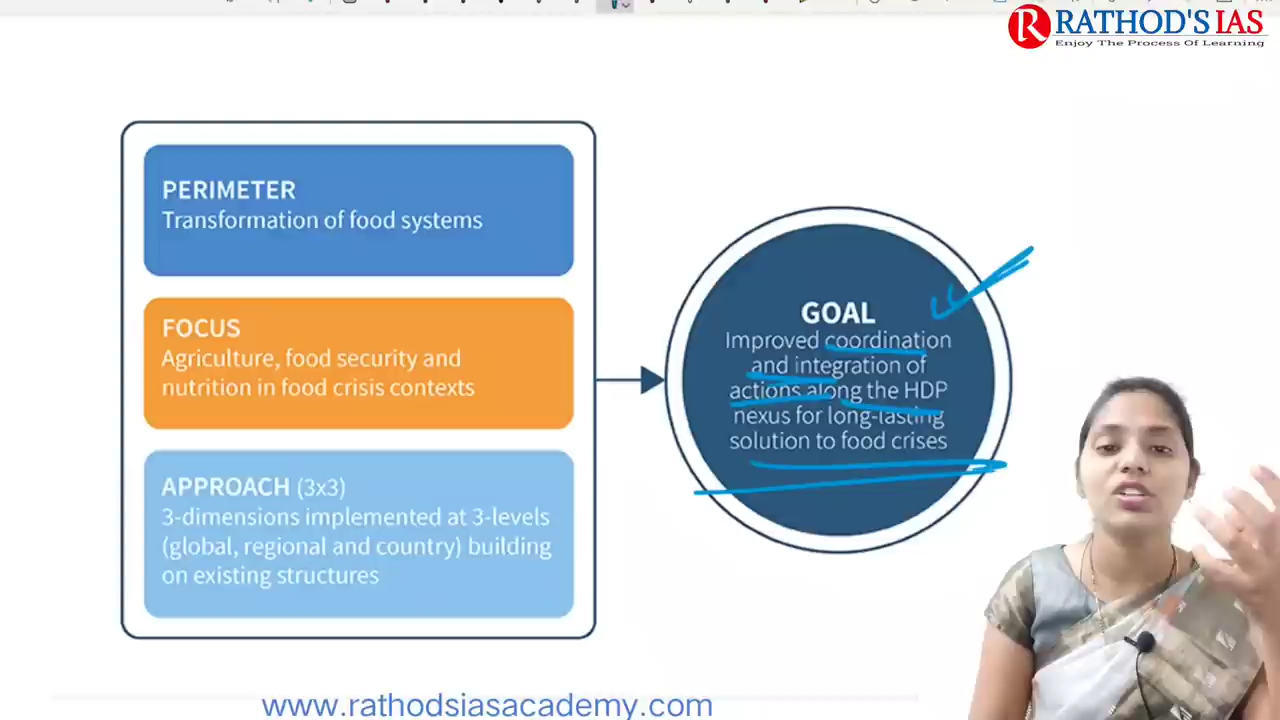 RATHOD'S IAS
Enjoy The Process Of Learning
PERIMETER
Transformation of food systems
FOCUS
Agriculture, food security and
nutrition in food crisis contexts
APPROACH (3x3)
3-dimensions implemented at 3-levels
(global, regional and country) building
on existing structures
GOAL
Improved coordination
and integration of
actions along the HDP
nexus for long-lasting
solution to food crises
www.rathodsiasacademy.com